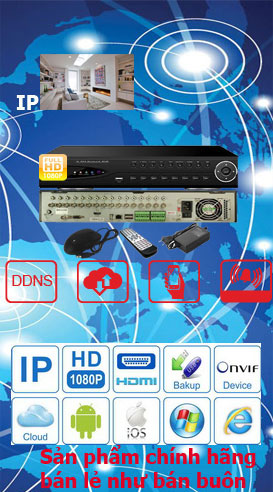 IP
FULL
HD
1080P
DDNS
IP
HD
1080P
HDMI
Bakup
ONVIF
Device
Cloud
iOS
Sản phẩm chính hãng
bán lẻ như bán buôn